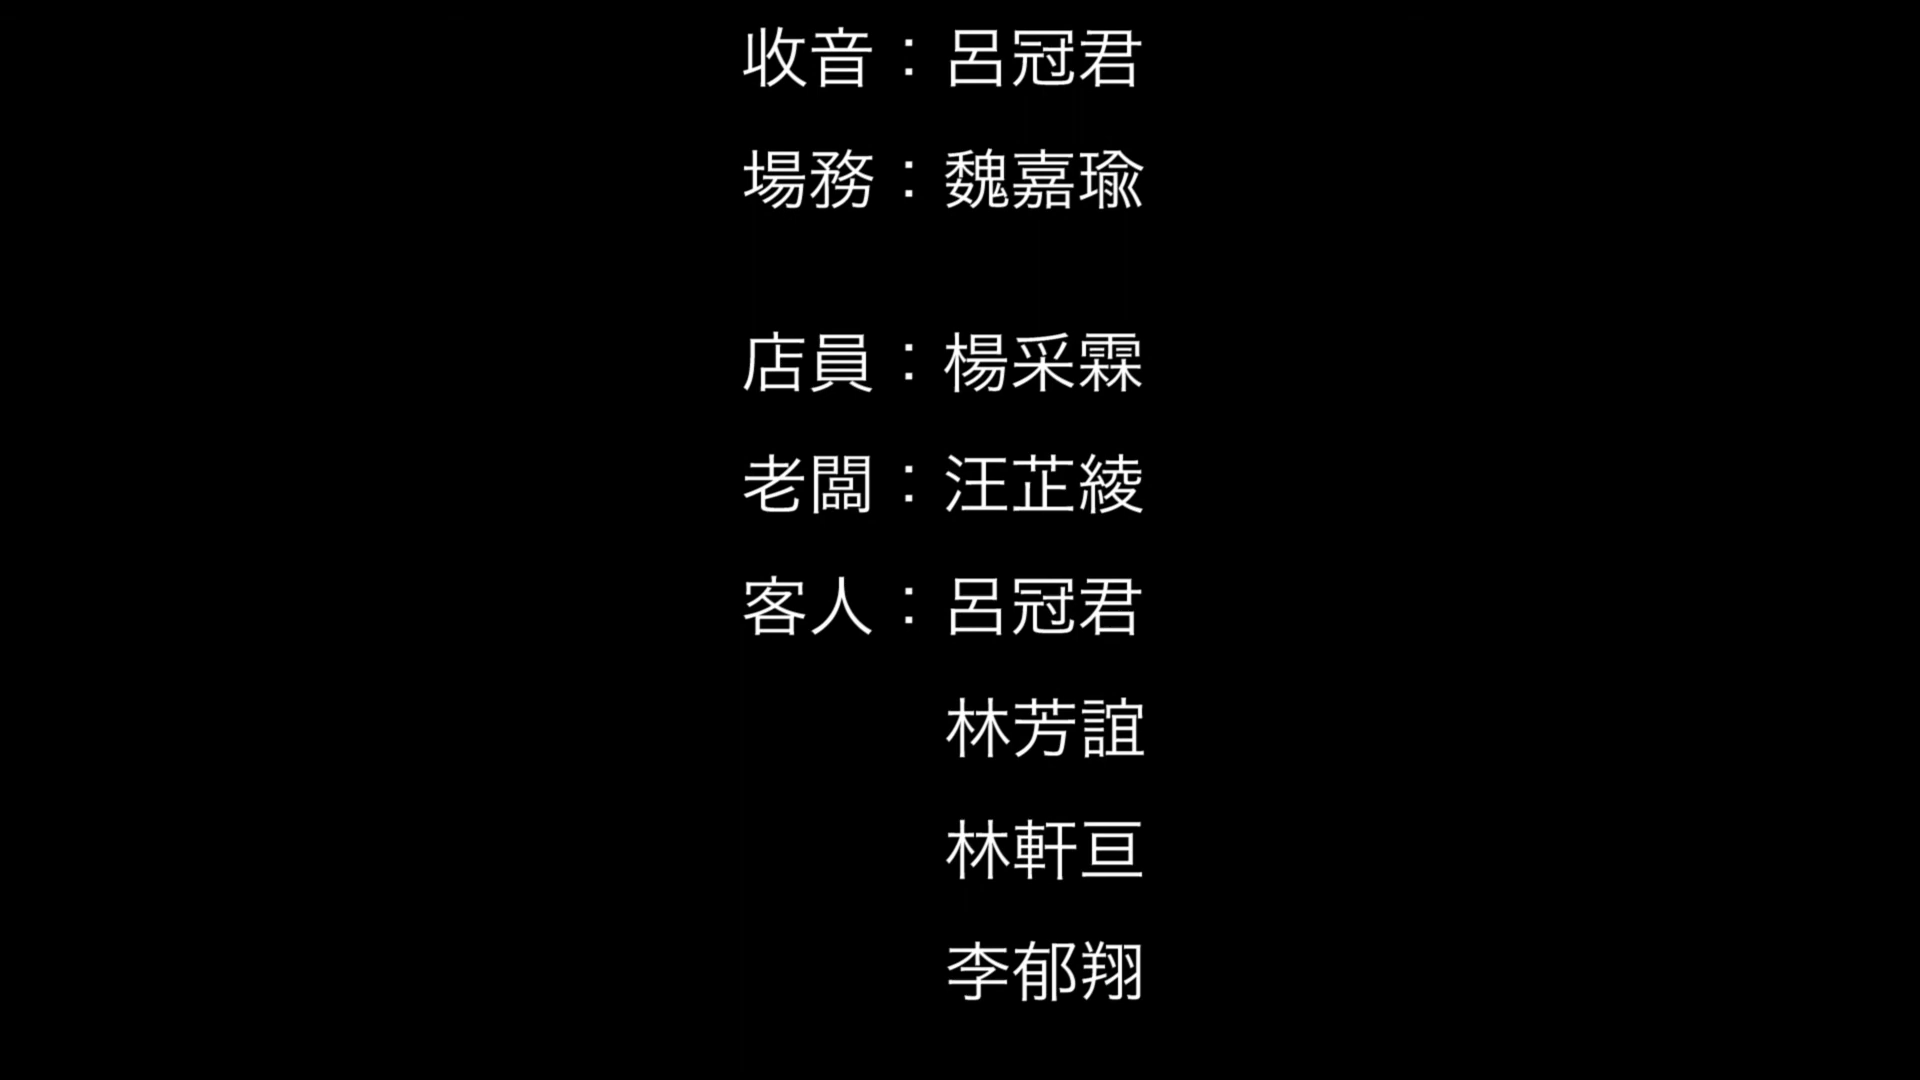 收音：呂冠君
場務：魏嘉瑜
店員：楊采霖
老闆：汪芷綾
客人：呂冠君
林芳誼
林軒亘
李郁翔